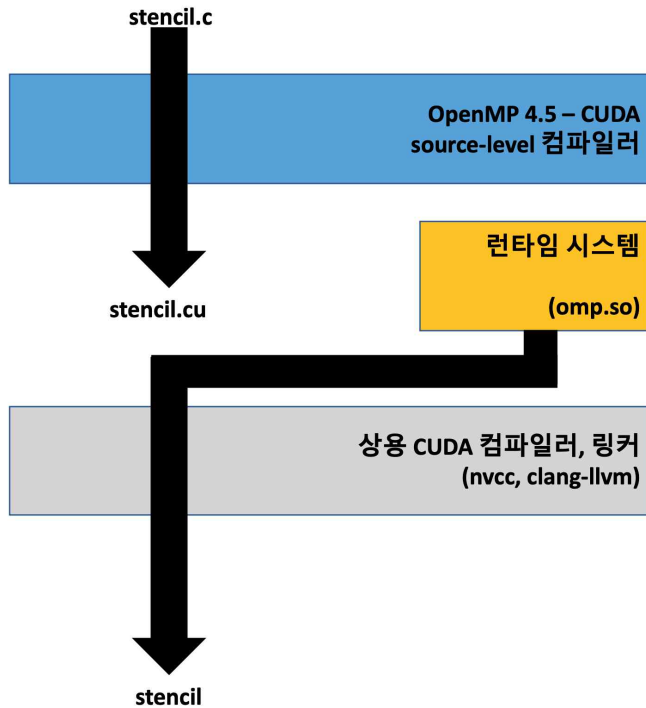 stencil.c
OpenMP 4.5 – CUDA
source-level 컴파일러
런타임 시스템
(omp.so)
stencil.cu
상용 CUDA 컴파일러, 링커
(nvcc, clang-llvm)
stencil